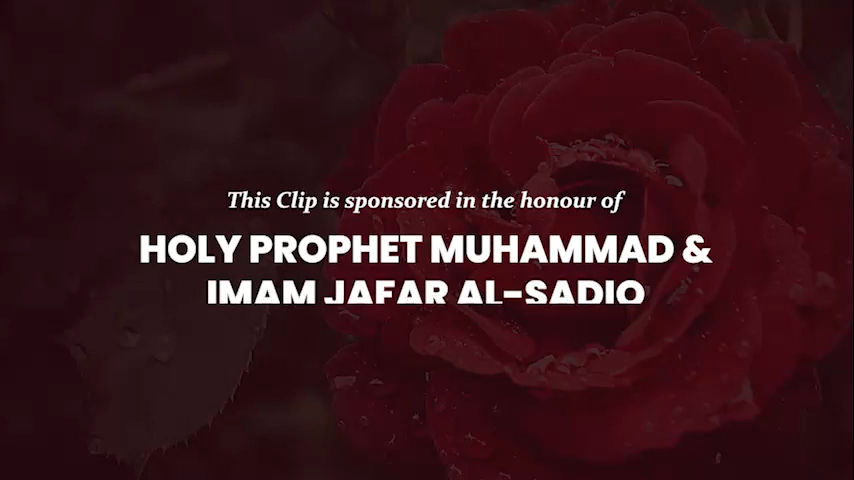 This Clip is sponsored in the honour of
HOLY PROPHET MUHAMMAD &
IMAM JAFAR AL-SADIQ